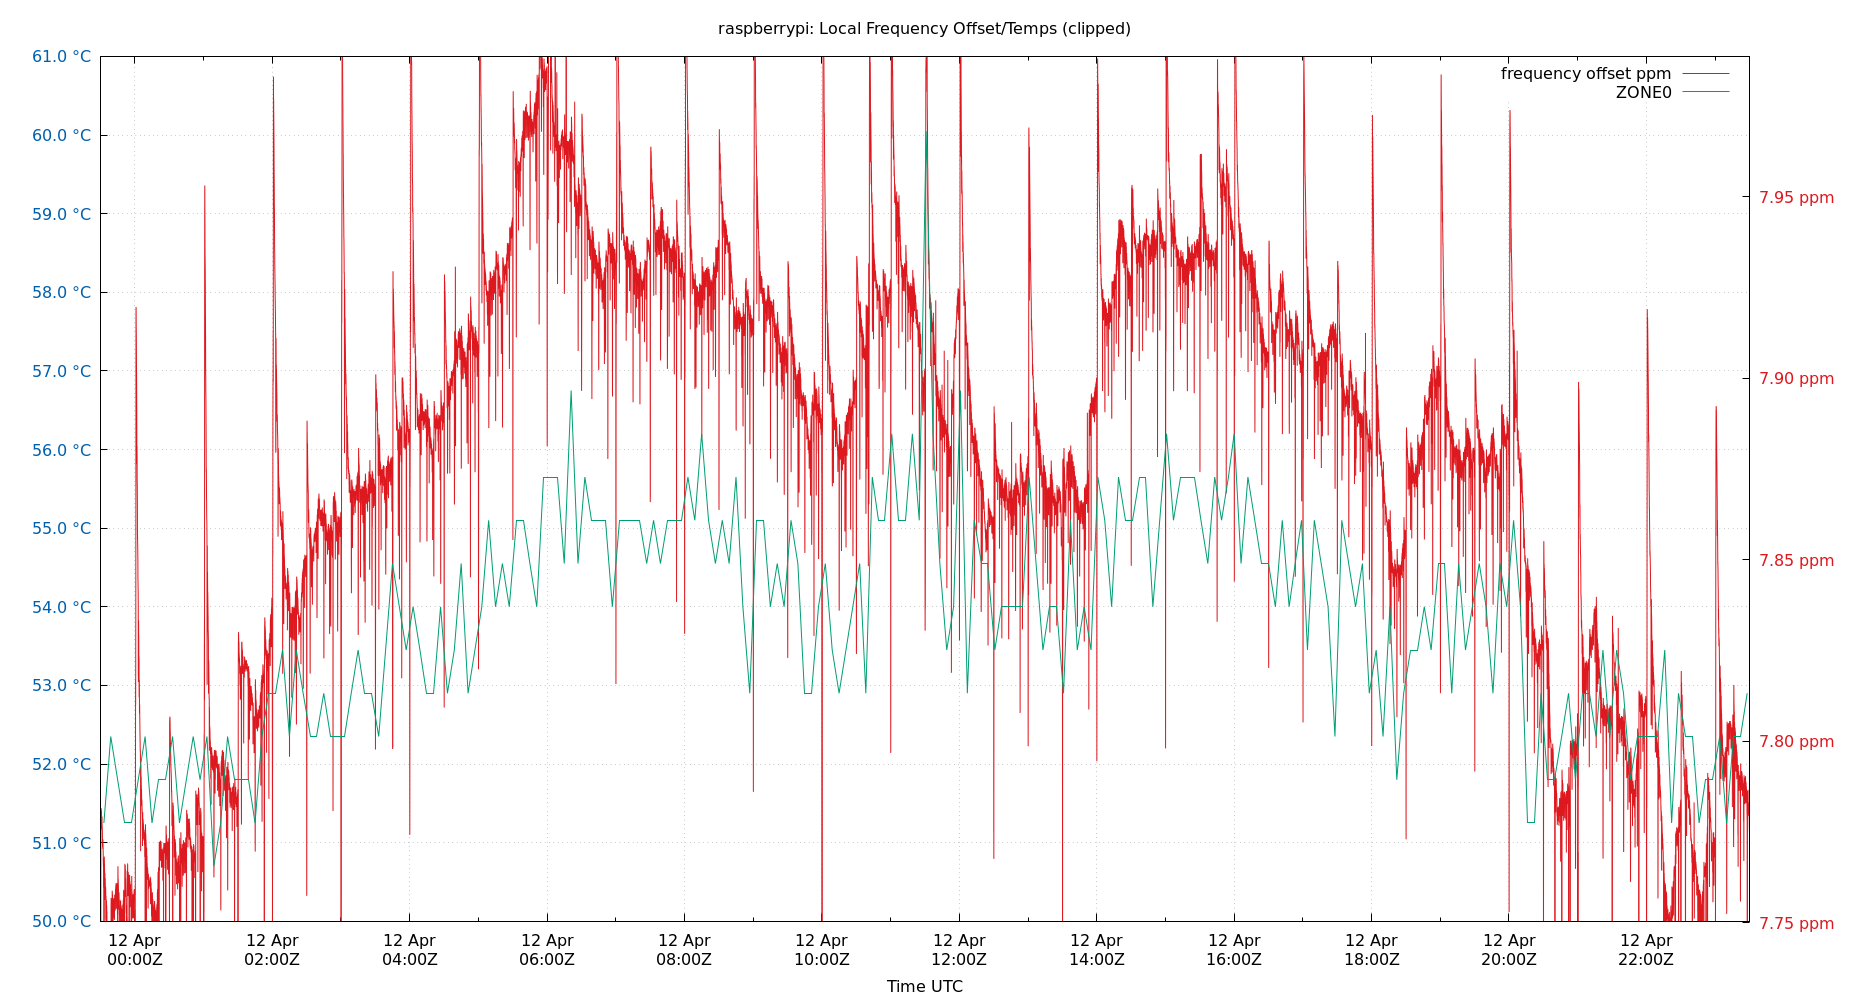 raspberrypi: Local Frequency Offset/Temps (clipped)
frequency offset ppm
ZONE0
61.0 °C
60.0 °C
59.0 °C
58.0 °C
57.0 °C
56.0 °C
55.0 °C
54.0 °C
53.0 °C
52.0 °C
51.0 °C
50.0 °C
7.95 ppm
7.90 ppm
7.85 ppm
7.80 ppm
7.75 ppm
12 Apr 12 Apr 12 Apr 12 Apr 12 Apr 12 Apr 12 Apr 12 Apr 12 Apr 12 Apr 12 Apr 12 Apr
00:00Z 02:00Z 04:00Z 06:00Z 08:00Z 10:00Z 12:00Z 14:00Z 16:00Z 18:00Z 20:00Z 22:00Z
Time UTC